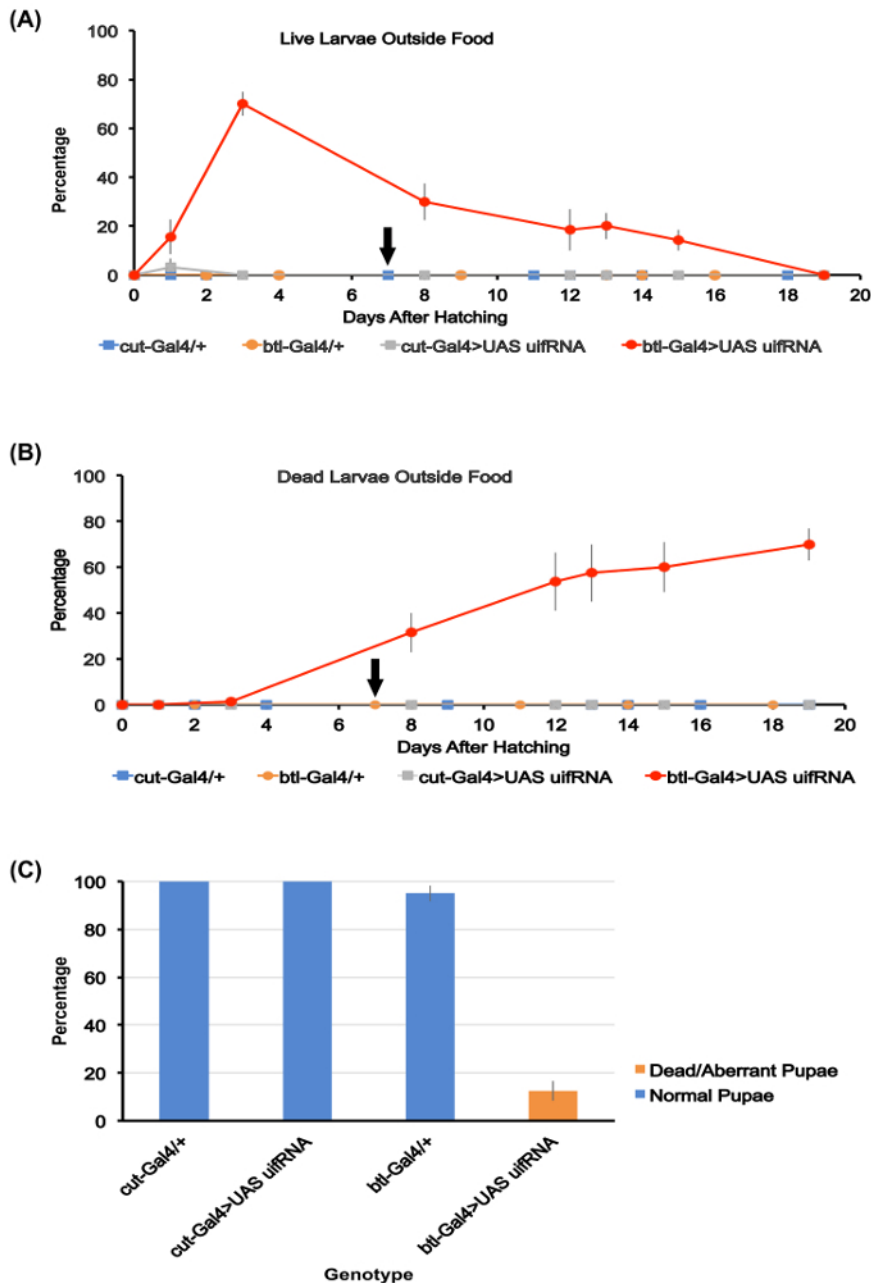 (A)
Live Larvae Outside Food
100
80
60
40
20
0
Percentage
0 2 4 6 8 10 12 14 16 18 20
Days After Hatching
cut-Gal4/+ btl-Gal4/+ cut-Gal4>UAS uifRNA btl-Gal4>UAS uifRNA
(B)
Dead Larvae Outside Food
100
80
60
40
20
0
Percentage
0 2 4 6 8 10 12 14 16 18 20
Days After Hatching
cut-Gal4/+ btl-Gal4/+ cut-Gal4>UAS uifRNA btl-Gal4>UAS uifRNA
(C)
100
80
60
40
20
0
Percentage
Dead/Aberrant Pupae
Normal Pupae
cut-Gal4/+
cut-Gal4>UAS uifRNA
btl-Gal4/+
btl-Gal4>UAS uifRNA
Genotype